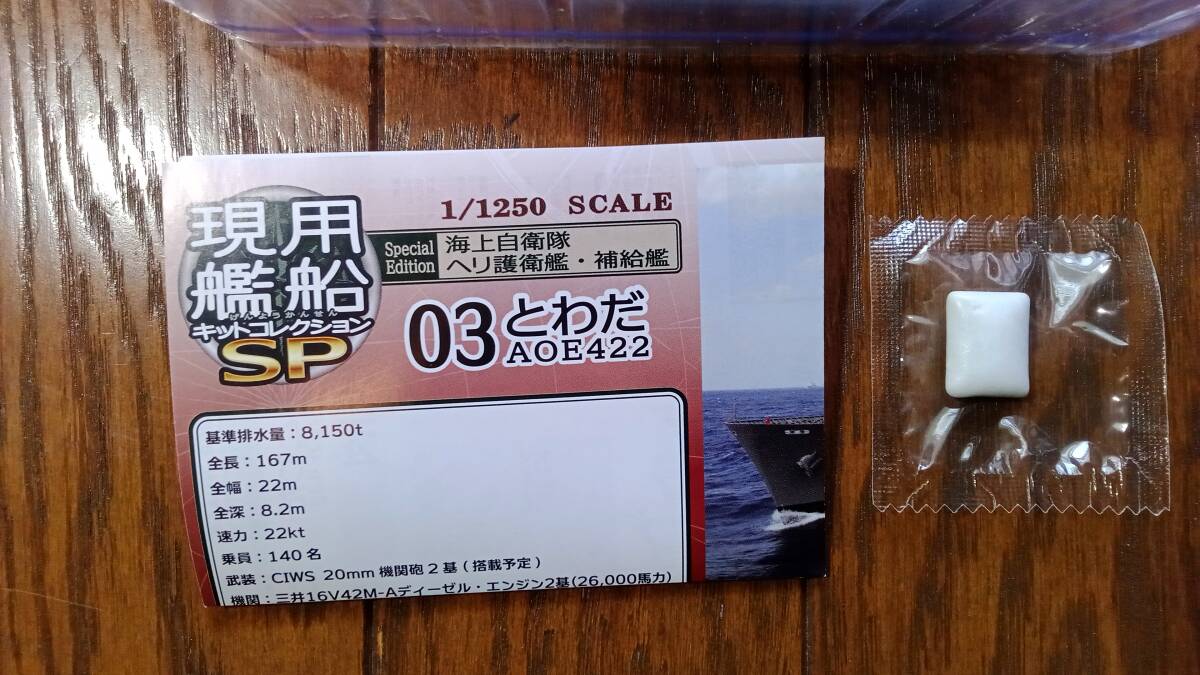 現用
艦船
げんようかんせん
キットコレクション
SP
1/1250 SCALE
Special
Edition
海上自衛隊
ヘリ護衛艦・補給艦
03 とわだ
AOE422
基準排水量：8,150t
全長：167m
全幅：22m
全深：8.2m
速力：22kt
乗員：140名
武装：CIWS 20mm機関砲2基(搭載予定)
機関：三井16V42M-Aディーゼル・エンジン2基(26,000馬力)